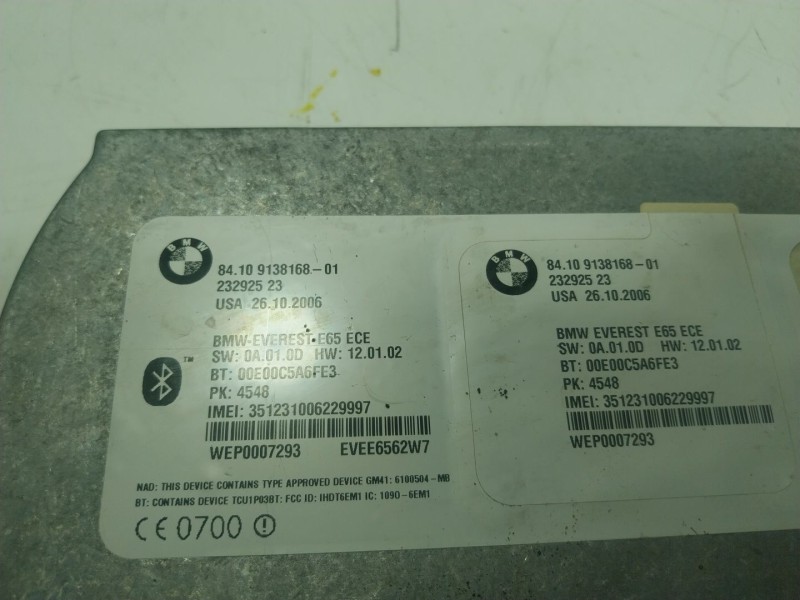 BMW
84.10 9138168-01
232925 23
USA 26.10.2006
BMW EVEREST E65 ECE
SW: 0A.01.0D HW: 12.01.02
TM
BT: 00E00C5A6FE3
PK: 4548
IMEI: 351231006229997
WEP0007293 EVEE6562W7
NAD: THIS DEVICE CONTAINS TYPE APPROVED DEVICE GM41: 6100504-MB
BT: CONTAINS DEVICE TCU1P03BT: FCC ID: IHDT6EM1 IC: 109O-6EM1
CE 0700
BMW
84.10 9138168-01
232925 23
USA 26.10.2006
BMW EVEREST E65 ECE
SW: 0A.01.0D HW: 12.01.02
BT: 00E00C5A6FE3
PK: 4548
IMEI: 351231006229997
WEP0007293